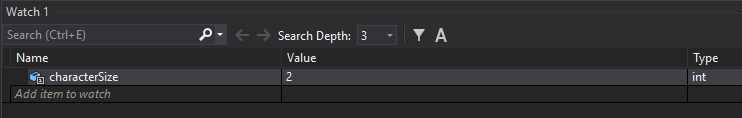 Watch 1
Search (Ctrl+E) Search Depth: 3 A
Name Value Type
characterSize 2 int
Add item to watch